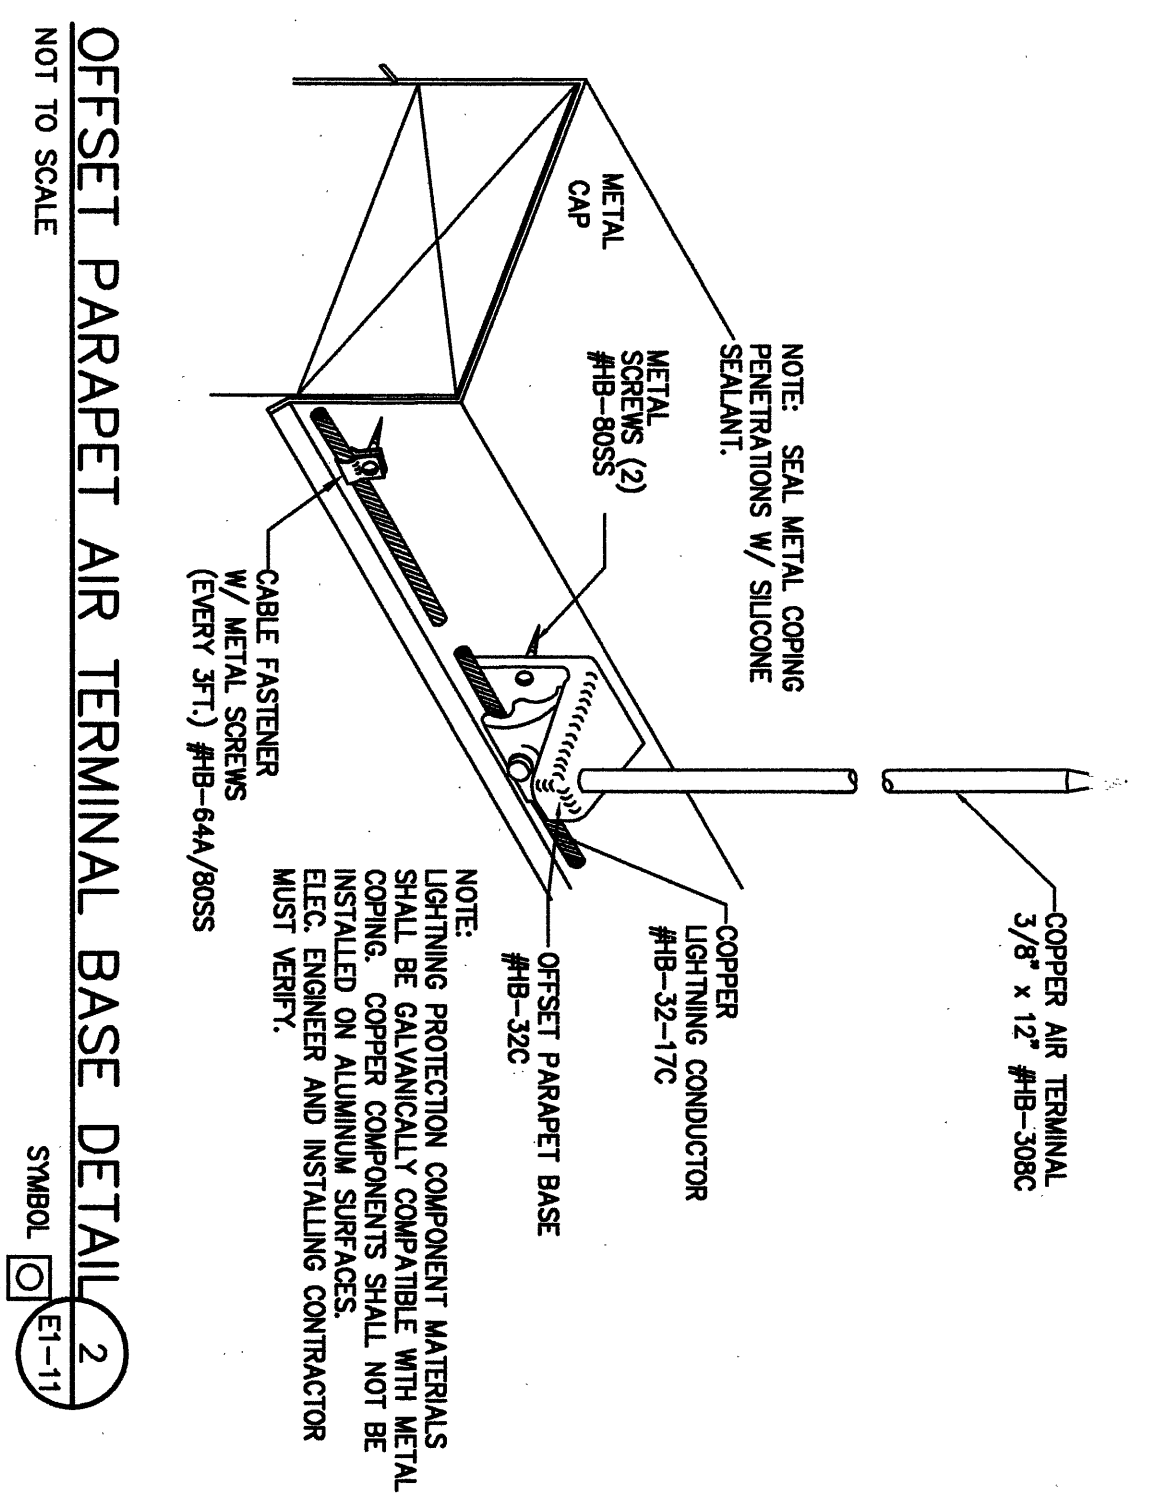 NOTE: SEAL METAL COPING
PENETRATIONS W/ SILICONE
SEALANT.
METAL
CAP
METAL
SCREWS (2)
#HB-80SS
COPPER AIR TERMINAL
3/8" x 12" #HB-308C
COPPER
LIGHTNING CONDUCTOR
#HB-32-17C
OFFSET PARAPET BASE
#HB-32C
CABLE FASTENER
W/ METAL SCREWS
(EVERY 3FT.) #HB-64A/80SS
NOTE:
LIGHTNING PROTECTION COMPONENT MATERIALS
SHALL BE GALVANICALLY COMPATIBLE WITH METAL
COPING. COPPER COMPONENTS SHALL NOT BE
INSTALLED ON ALUMINUM SURFACES.
ELEC. ENGINEER AND INSTALLING CONTRACTOR
MUST VERIFY.
OFFSET PARAPET AIR TERMINAL BASE DETAIL
2
E1-11
NOT TO SCALE
SYMBOL